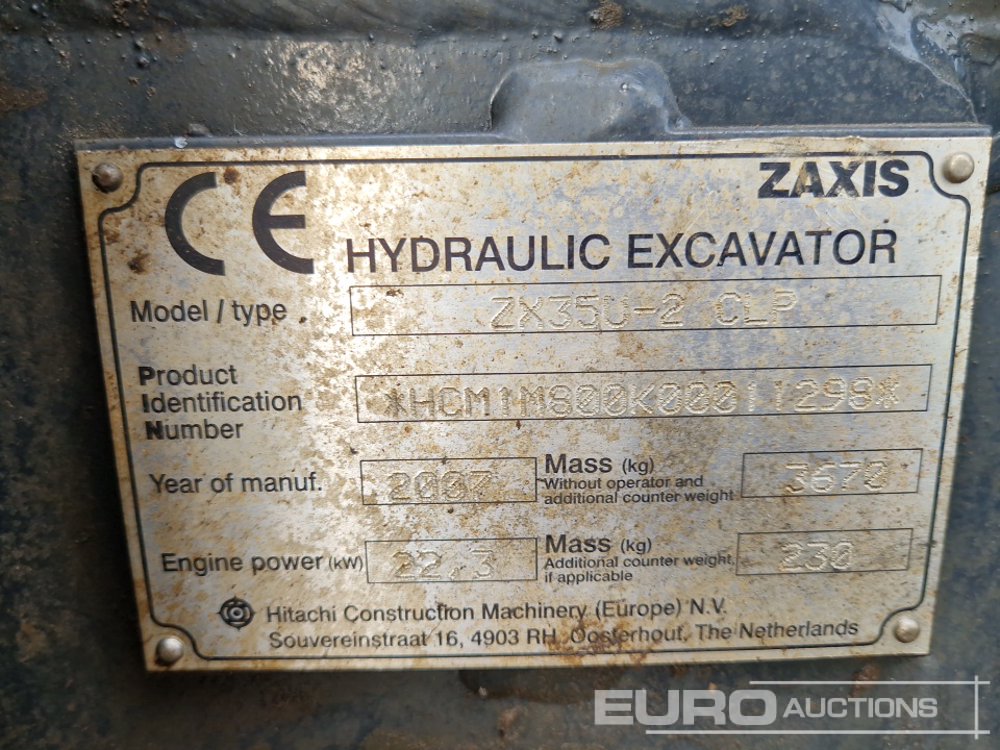 CE
ZAXIS
HYDRAULIC EXCAVATOR
Model / type ZX35U-2 CLP
Product
Identification
Number
*HCM1M800K00011298*
Year of manuf. 2007
Mass (kg)
Without operator and
additional counter weight
3670
Engine power (kW) 22,3
Mass (kg)
Additional counter weight,
if applicable
230
Hitachi Construction Machinery (Europe) N.V.
Souvereinstraat 16, 4903 RH Oosterhout, The Netherlands
EURO AUCTIONS